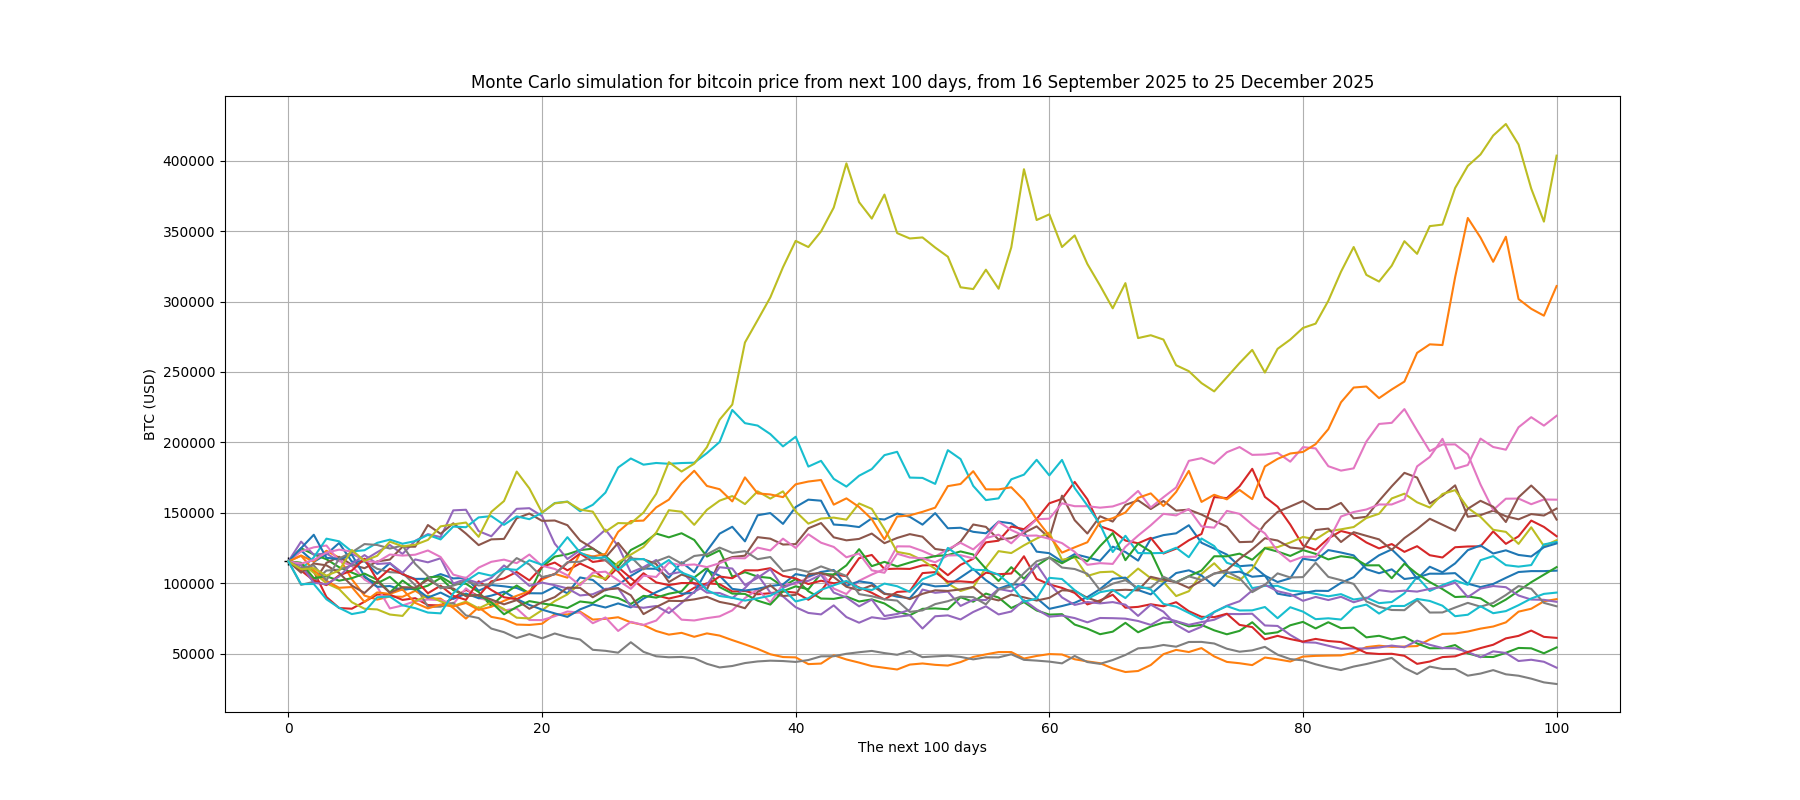 Monte Carlo simulation for bitcoin price from next 100 days, from 16 September 2025 to 25 December 2025
400000
350000
300000
250000
200000
150000
100000
50000
BTC (USD)
0 20 40 60 80 100
The next 100 days